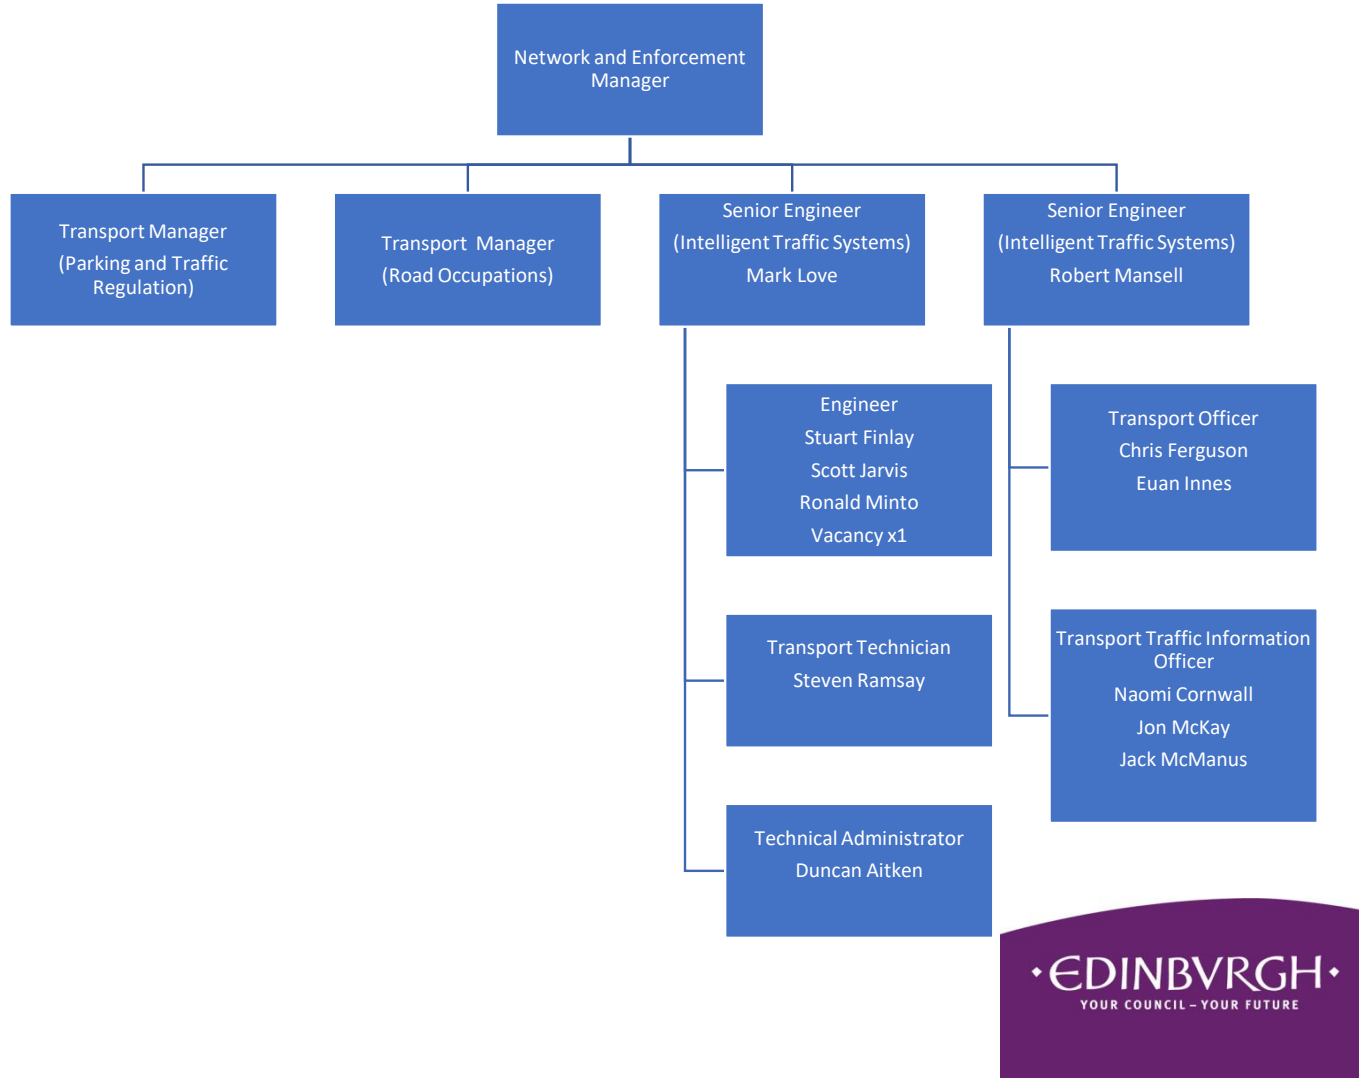 Network and Enforcement
Manager
Transport Manager
(Parking and Traffic
Regulation)
Transport Manager
(Road Occupations)
Senior Engineer
(Intelligent Traffic Systems)
Mark Love
Senior Engineer
(Intelligent Traffic Systems)
Robert Mansell
Engineer
Stuart Finlay
Scott Jarvis
Ronald Minto
Vacancy x1
Transport Officer
Chris Ferguson
Euan Innes
Transport Technician
Steven Ramsay
Transport Traffic Information
Officer
Naomi Cornwall
Jon McKay
Jack McManus
Technical Administrator
Duncan Aitken
·EDINBVRGH·
YOUR COUNCIL – YOUR FUTURE